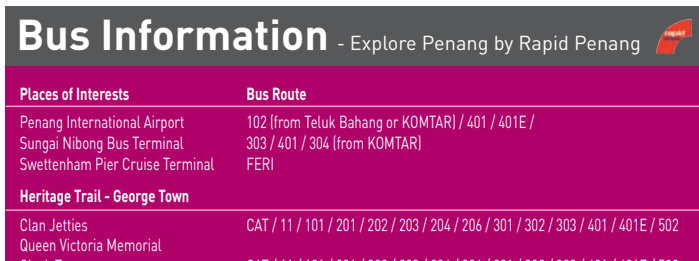 Bus Information - Explore Penang by Rapid Penang
Places of Interests Bus Route
Penang International Airport 102 (from Teluk Bahang or KOMTAR) / 401 / 401E /
Sungai Nibong Bus Terminal 303 / 401 / 304 (from KOMTAR)
Swettenham Pier Cruise Terminal FERI
Heritage Trail - George Town
Clan Jetties CAT / 11 / 101 / 201 / 202 / 203 / 204 / 206 / 301 / 302 / 303 / 401 / 401E / 502
Queen Victoria Memorial